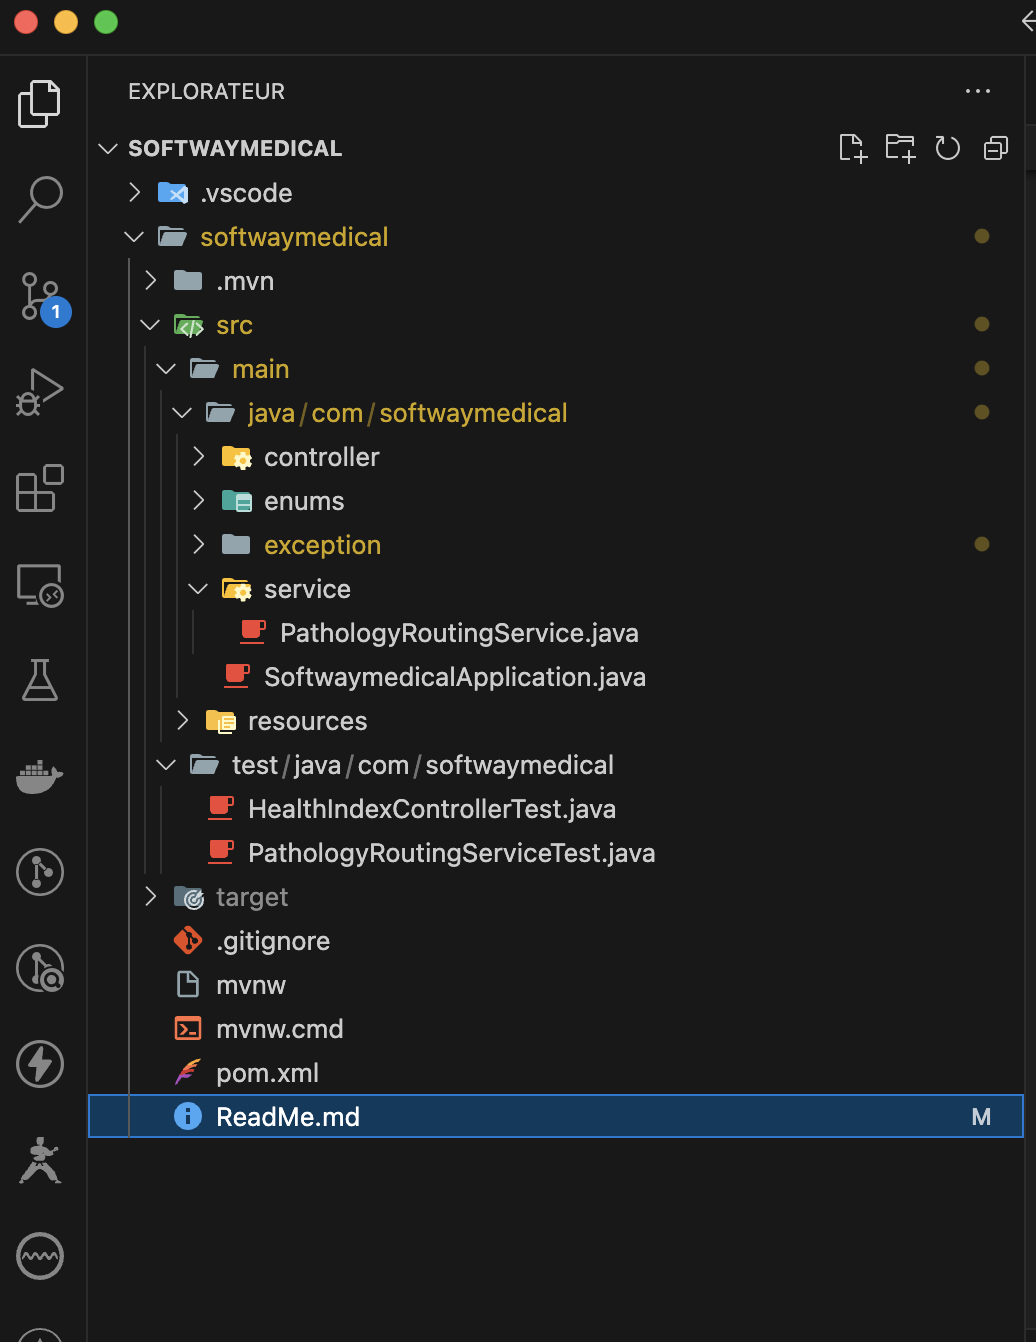 EXPLORATEUR
SOFTWAYMEDICAL
.vscode
softwaymedical
.mvn
src
1
main
java/com/softwaymedical
controller
enums
exception
service
PathologyRoutingService.java
SoftwaymedicalApplication.java
resources
test/java/com/softwaymedical
HealthIndexControllerTest.java
PathologyRoutingServiceTest.java
target
.gitignore
mvnw
mvnw.cmd
pom.xml
ReadMe.md M